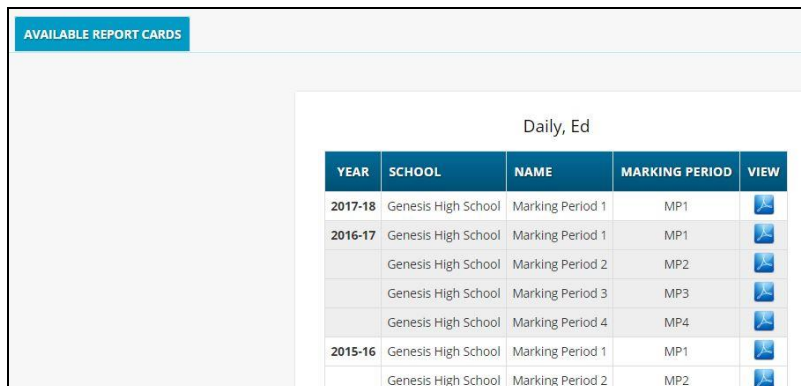 AVAILABLE REPORT CARDS
Daily, Ed
YEAR SCHOOL NAME MARKING PERIOD VIEW
2017-18 Genesis High School Marking Period 1 MP1
2016-17 Genesis High School Marking Period 1 MP1
Genesis High School Marking Period 2 MP2
Genesis High School Marking Period 3 MP3
Genesis High School Marking Period 4 MP4
2015-16 Genesis High School Marking Period 1 MP1
Genesis High School Marking Period 2 MP2